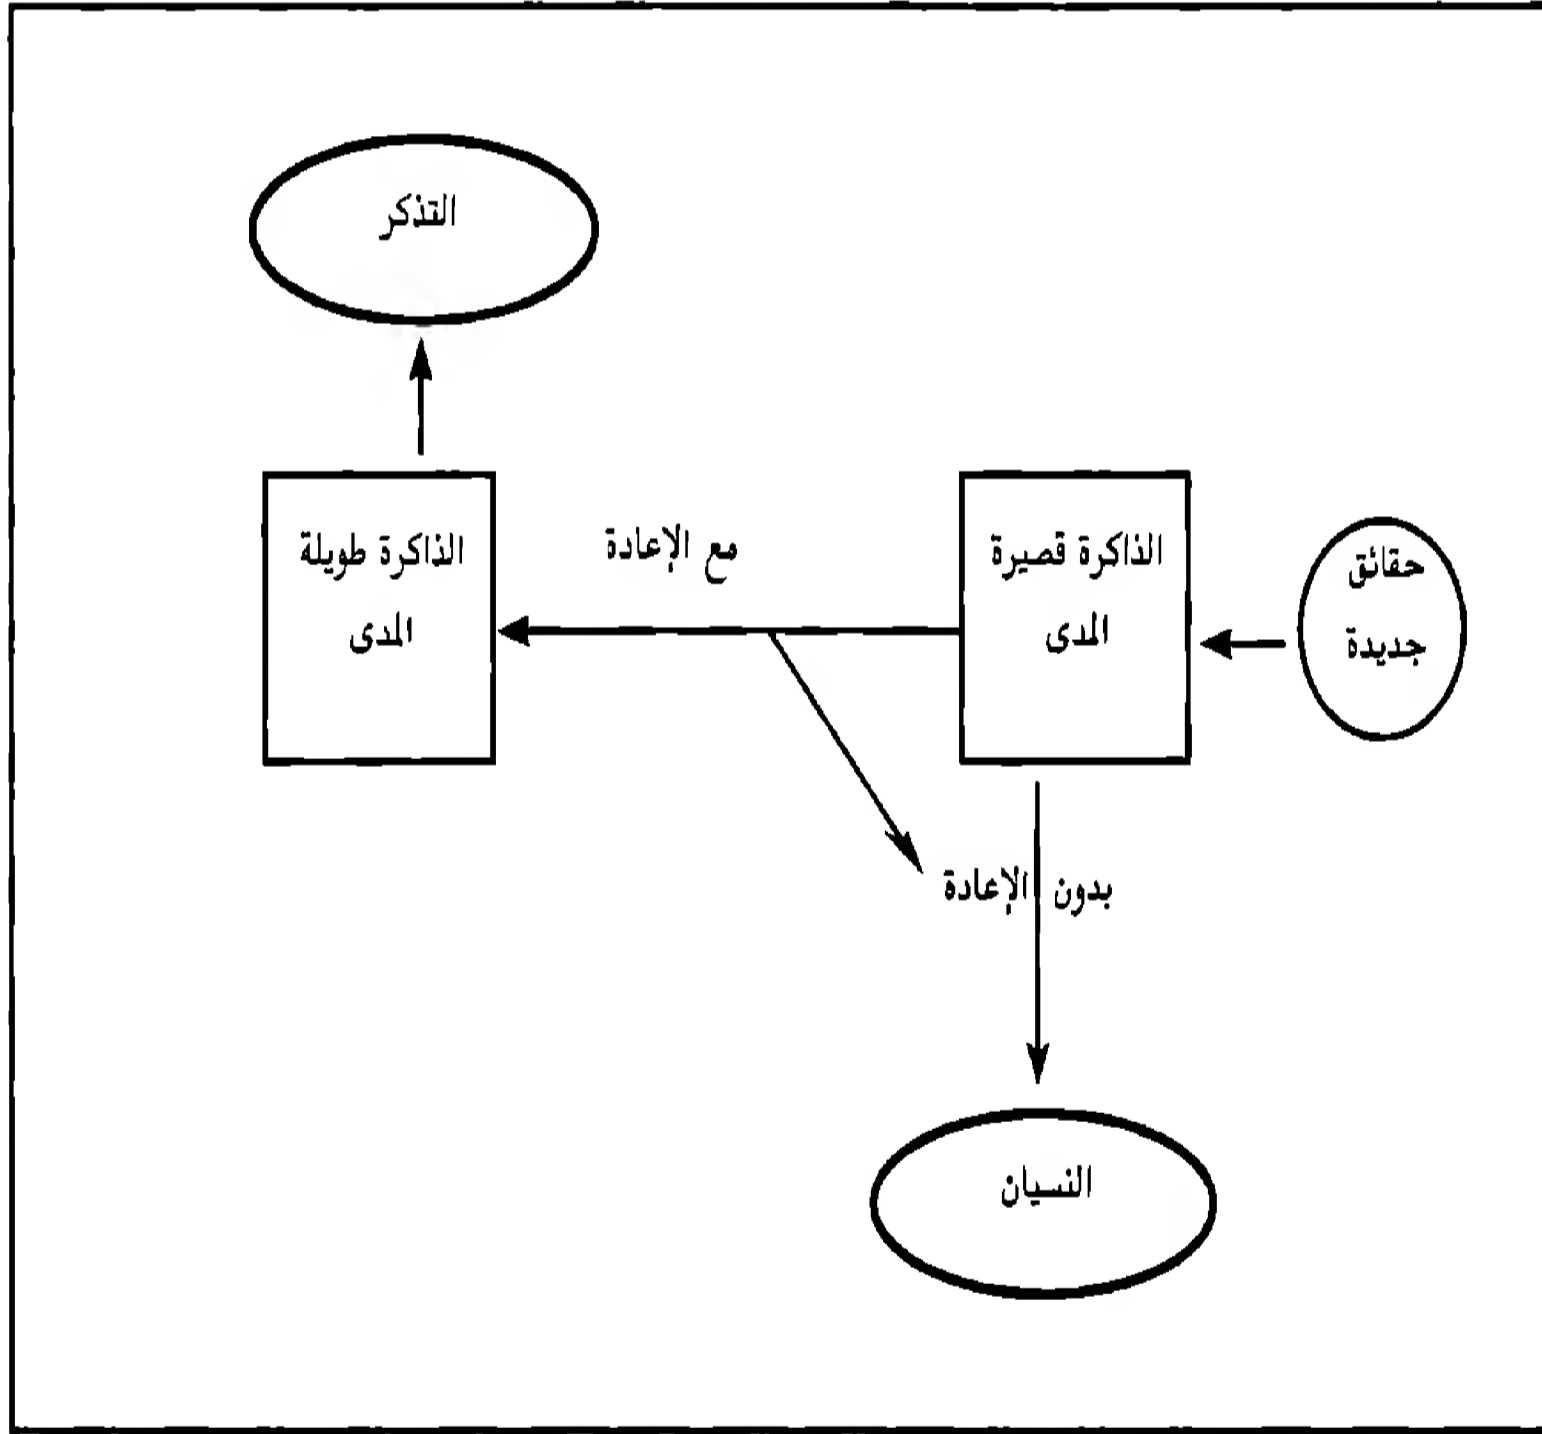 التذكر
حقائق
جديدة
الذاكرة قصيرة
المدى
مع الإعادة
الذاكرة طويلة
المدى
بدون الإعادة
النسيان